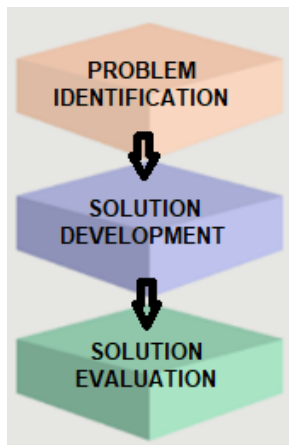 PROBLEM
IDENTIFICATION
SOLUTION
DEVELOPMENT
SOLUTION
EVALUATION